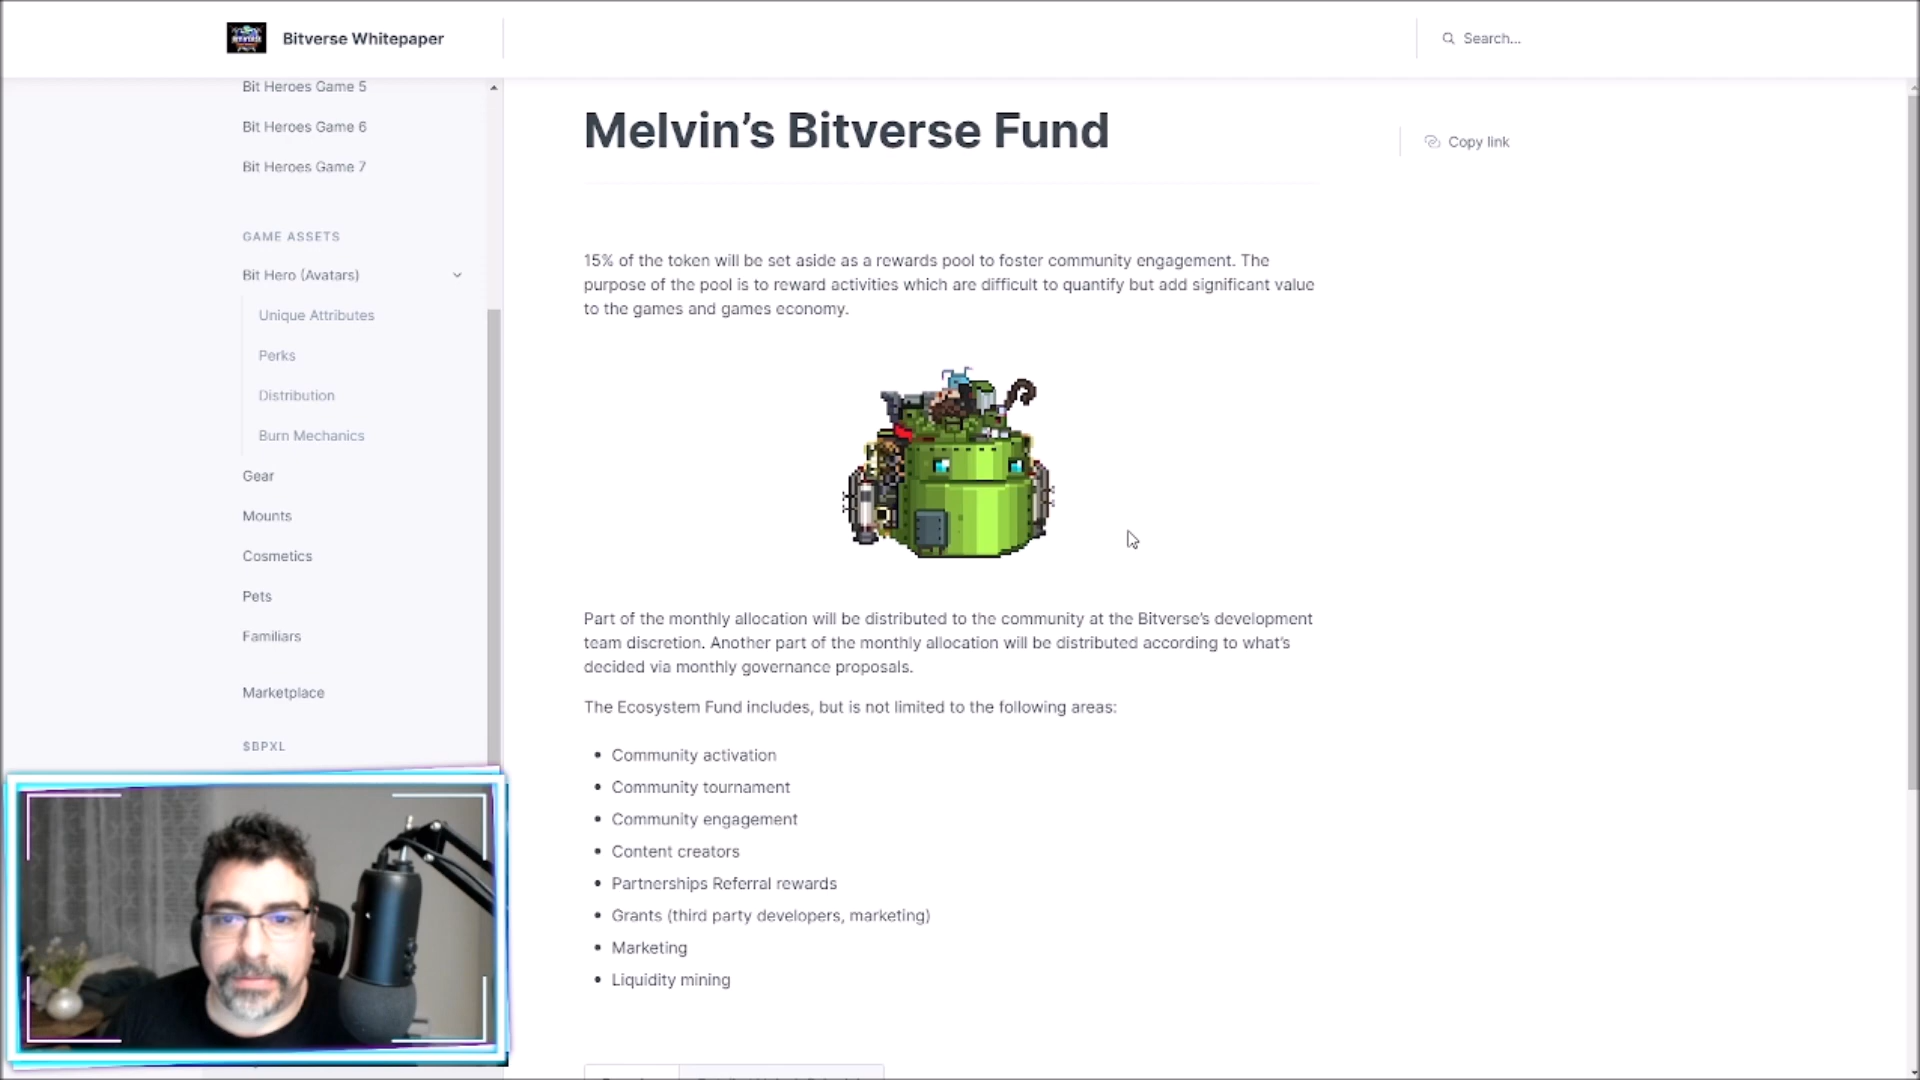 Bitverse Whitepaper
Search...
Bit Heroes Game 5
Bit Heroes Game 6
Bit Heroes Game 7
GAME ASSETS
Bit Hero (Avatars)
Unique Attributes
Perks
Distribution
Burn Mechanics
Gear
Mounts
Cosmetics
Pets
Familiars
Marketplace
$BPXL
Melvin's Bitverse Fund
Copy link
15% of the token will be set aside as a rewards pool to foster community engagement. The
purpose of the pool is to reward activities which are difficult to quantify but add significant value
to the games and games economy.
Part of the monthly allocation will be distributed to the community at the Bitverse's development
team discretion. Another part of the monthly allocation will be distributed according to what's
decided via monthly governance proposals.
The Ecosystem Fund includes, but is not limited to the following areas:
• Community activation
• Community tournament
• Community engagement
• Content creators
• Partnerships Referral rewards
• Grants (third party developers, marketing)
• Marketing
• Liquidity mining